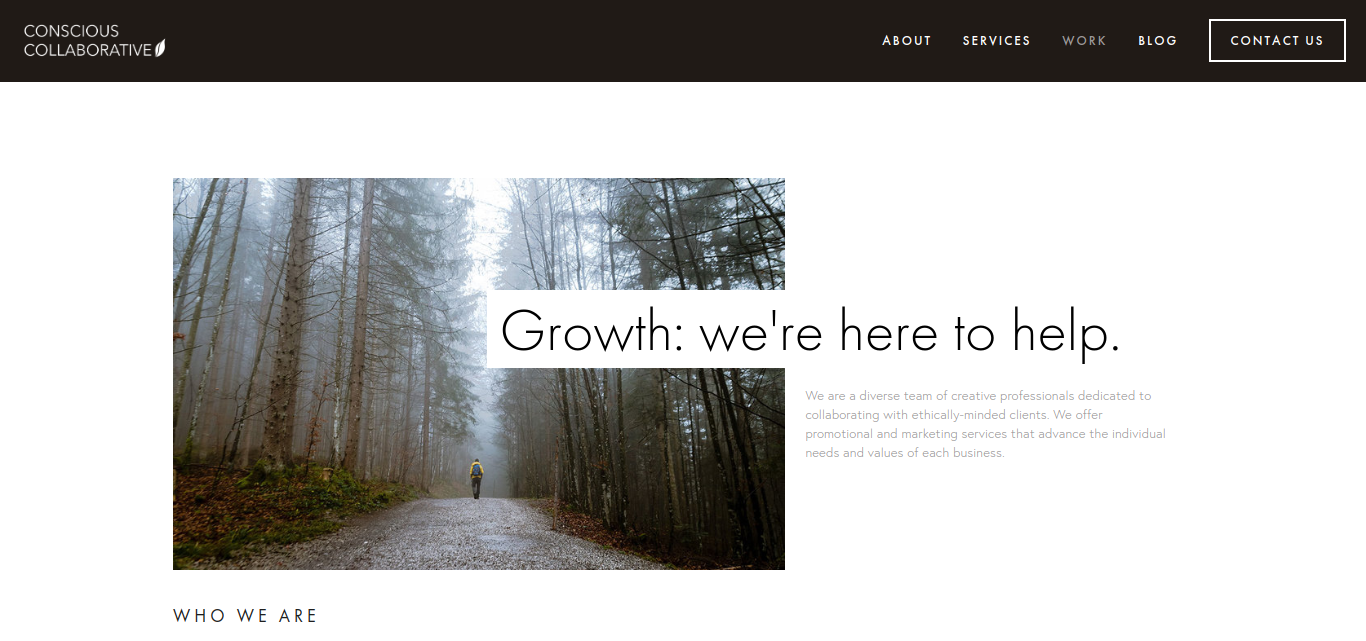 CONSCIOUS
COLLABORATIVE
ABOUT SERVICES WORK BLOG CONTACT US
Growth: we're here to help.
We are a diverse team of creative professionals dedicated to
collaborating with ethically-minded clients. We offer
promotional and marketing services that advance the individual
needs and values of each business.
WHO WE ARE